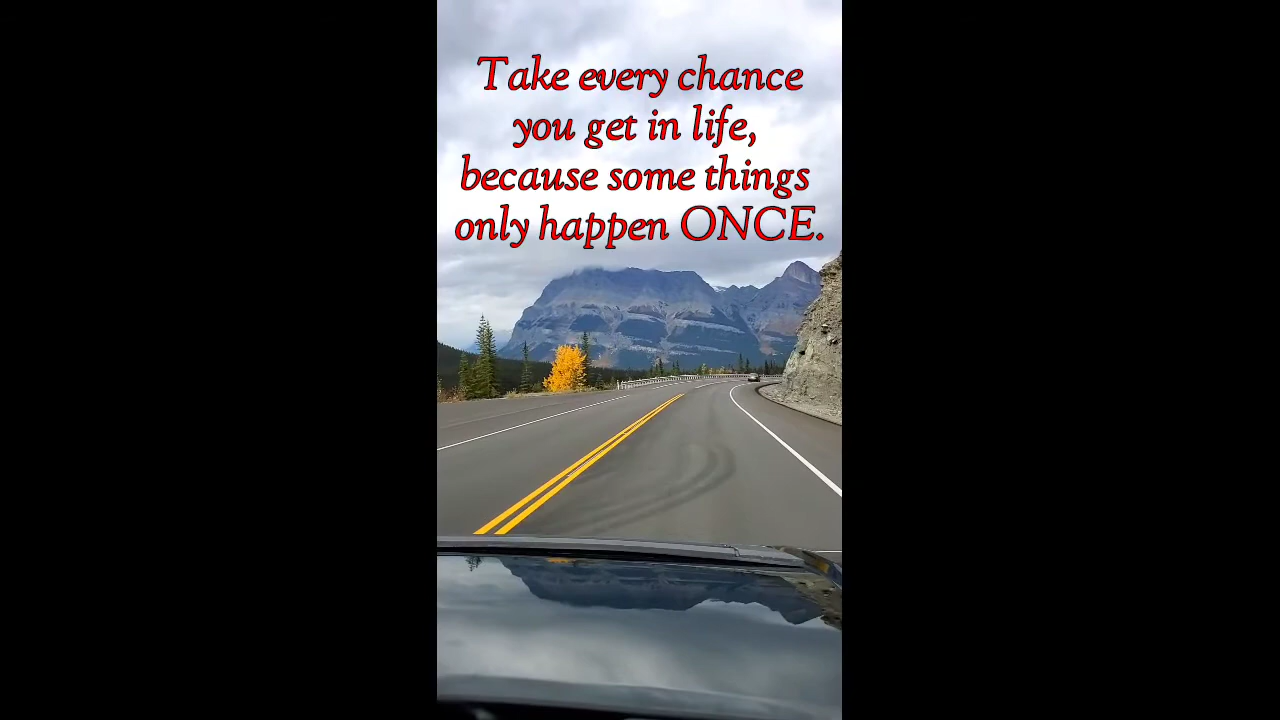 Take every chance
you get in life,
because some things
only happen ONCE.